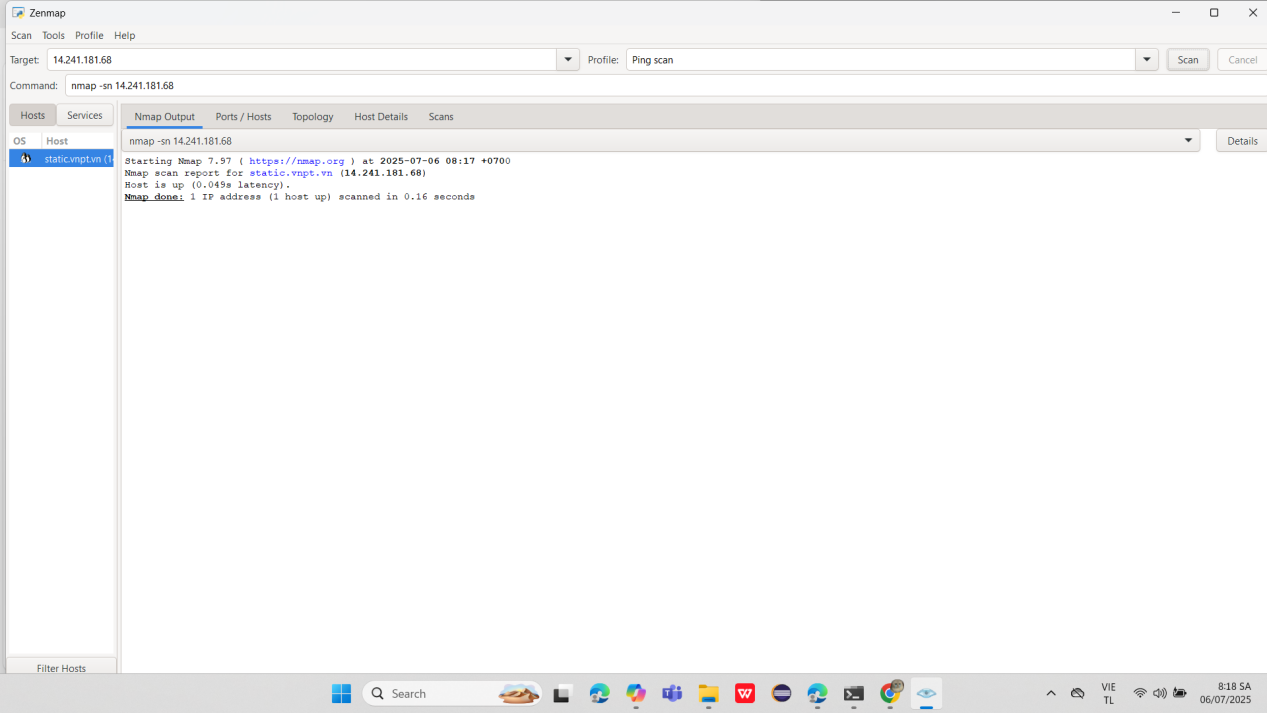 Zenmap
Scan Tools Profile Help
Target: 14.241.181.68 Profile: Ping scan Scan Cancel
Command: nmap -sn 14.241.181.68
Hosts Services Nmap Output Ports / Hosts Topology Host Details Scans
OS Host nmap -sn 14.241.181.68 Details
static.vnpt.vn (1
Starting Nmap 7.97 ( https://nmap.org ) at 2025-07-06 08:17 +0700
Nmap scan report for static.vnpt.vn (14.241.181.68)
Host is up (0.049s latency).
Nmap done: 1 IP address (1 host up) scanned in 0.16 seconds
Filter Hosts
Search
VIE
TL
8:18 SA
06/07/2025